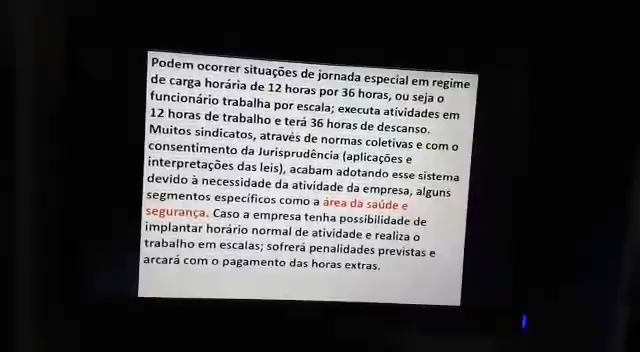 Podem ocorrer situações de jornada especial em regime
de carga horária de 12 horas por 36 horas, ou seja o
funcionário trabalha por escala; executa atividades em
12 horas de trabalho e terá 36 horas de descanso.
Muitos sindicatos, através de normas coletivas e com o
consentimento da Jurisprudência (aplicações e
interpretações das leis), acabam adotando esse sistema
devido à necessidade da atividade da empresa, alguns
segmentos específicos como a área da saúde e
segurança. Caso a empresa tenha possibilidade de
implantar horário normal de atividade e realiza o
trabalho em escalas; sofrerá penalidades previstas e
arcará com o pagamento das horas extras.